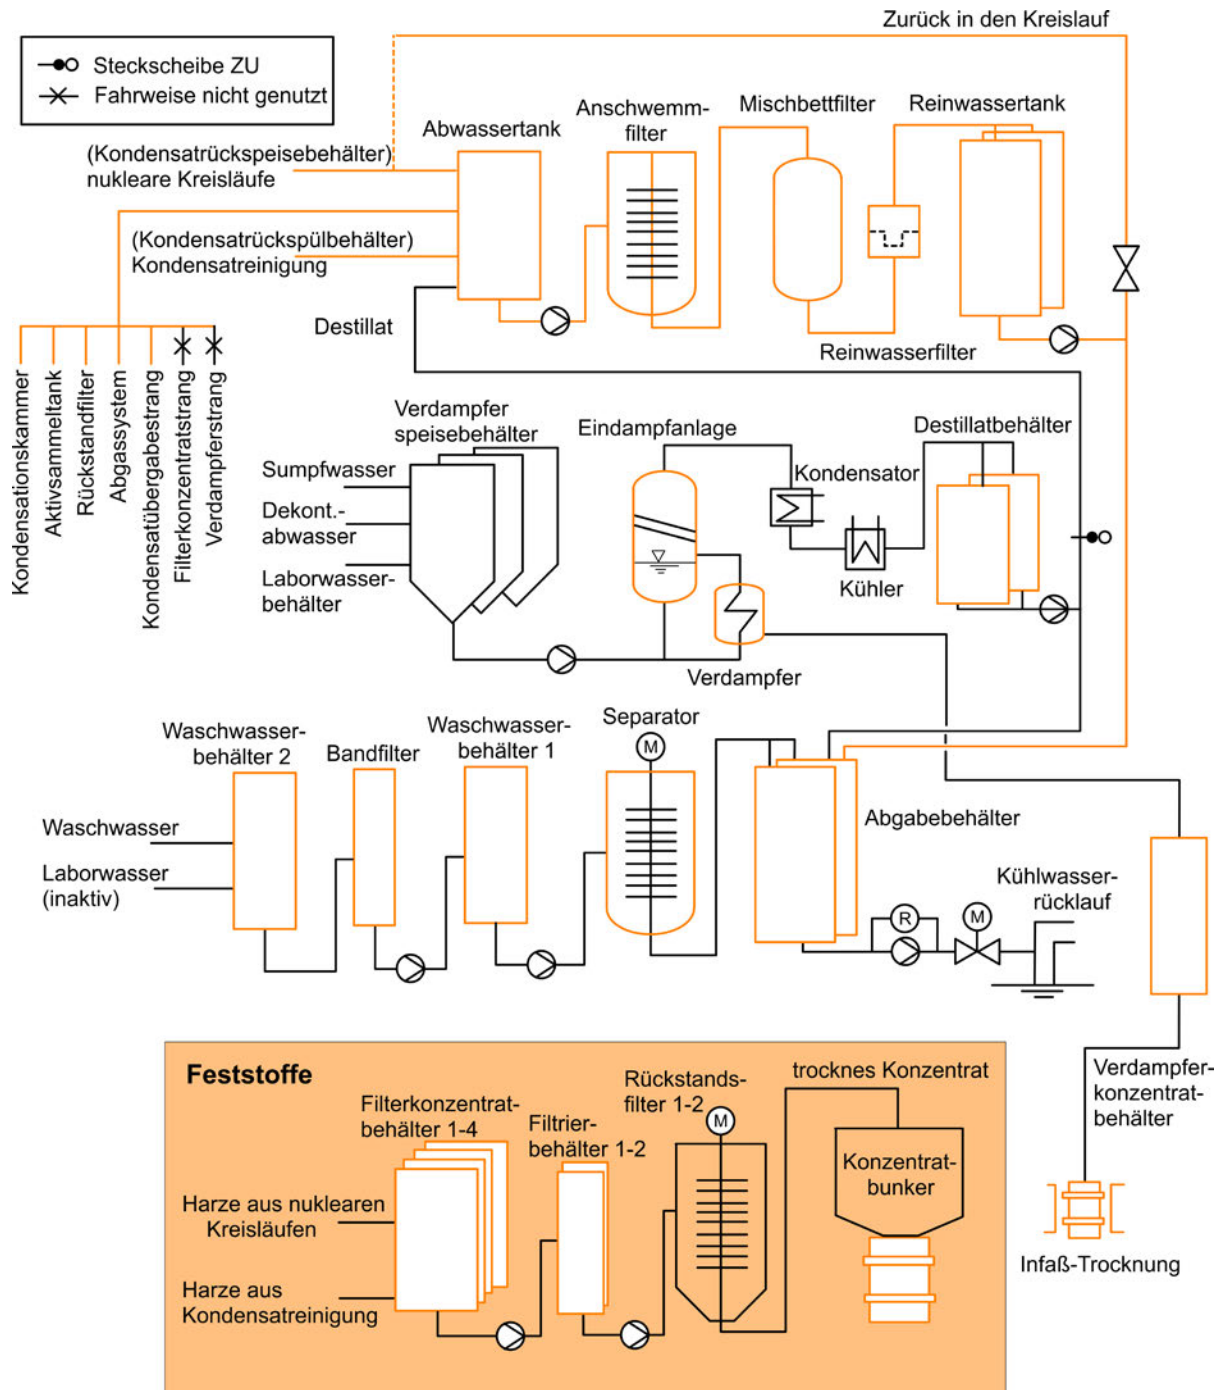 Zurück in den Kreislauf
Steckscheibe ZU
Fahrweise nicht genutzt
Abwassertank
Anschwemm-
filter
Mischbettfilter
Reinwassertank
(Kondensatrückspeisebehälter)
nukleare Kreisläufe
(Kondensatrückspülbehälter)
Kondensatreinigung
Destillat
Reinwasserfilter
Kondensationskammer
Aktivsammeltank
Rückstandfilter
Abgassystem
Kondensatübergabestrang
Filterkonzentratstrang
Verdampferstrang
Verdampfer
speisebehälter
Eindampfanlage
Kondensator
Destillatbehälter
Sumpfwasser
Dekont.-
abwasser
Laborwasser-
behälter
Kühler
Verdampfer
Waschwasser-
behälter 2
Bandfilter
Waschwasser-
behälter 1
Separator
M
Waschwasser
Laborwasser
(inaktiv)
Abgabebehälter
Kühlwasser-
rücklauf
R
M
Verdampfer-
konzentrat-
behälter
Infaß-Trocknung
Feststoffe
Filterkonzentrat-
behälter 1-4
Filtrier-
behälter 1-2
Rückstands-
filter 1-2
M
trocknes Konzentrat
Konzentrat-
bunker
Harze aus nuklearen
Kreisläufen
Harze aus
Kondensatreinigung